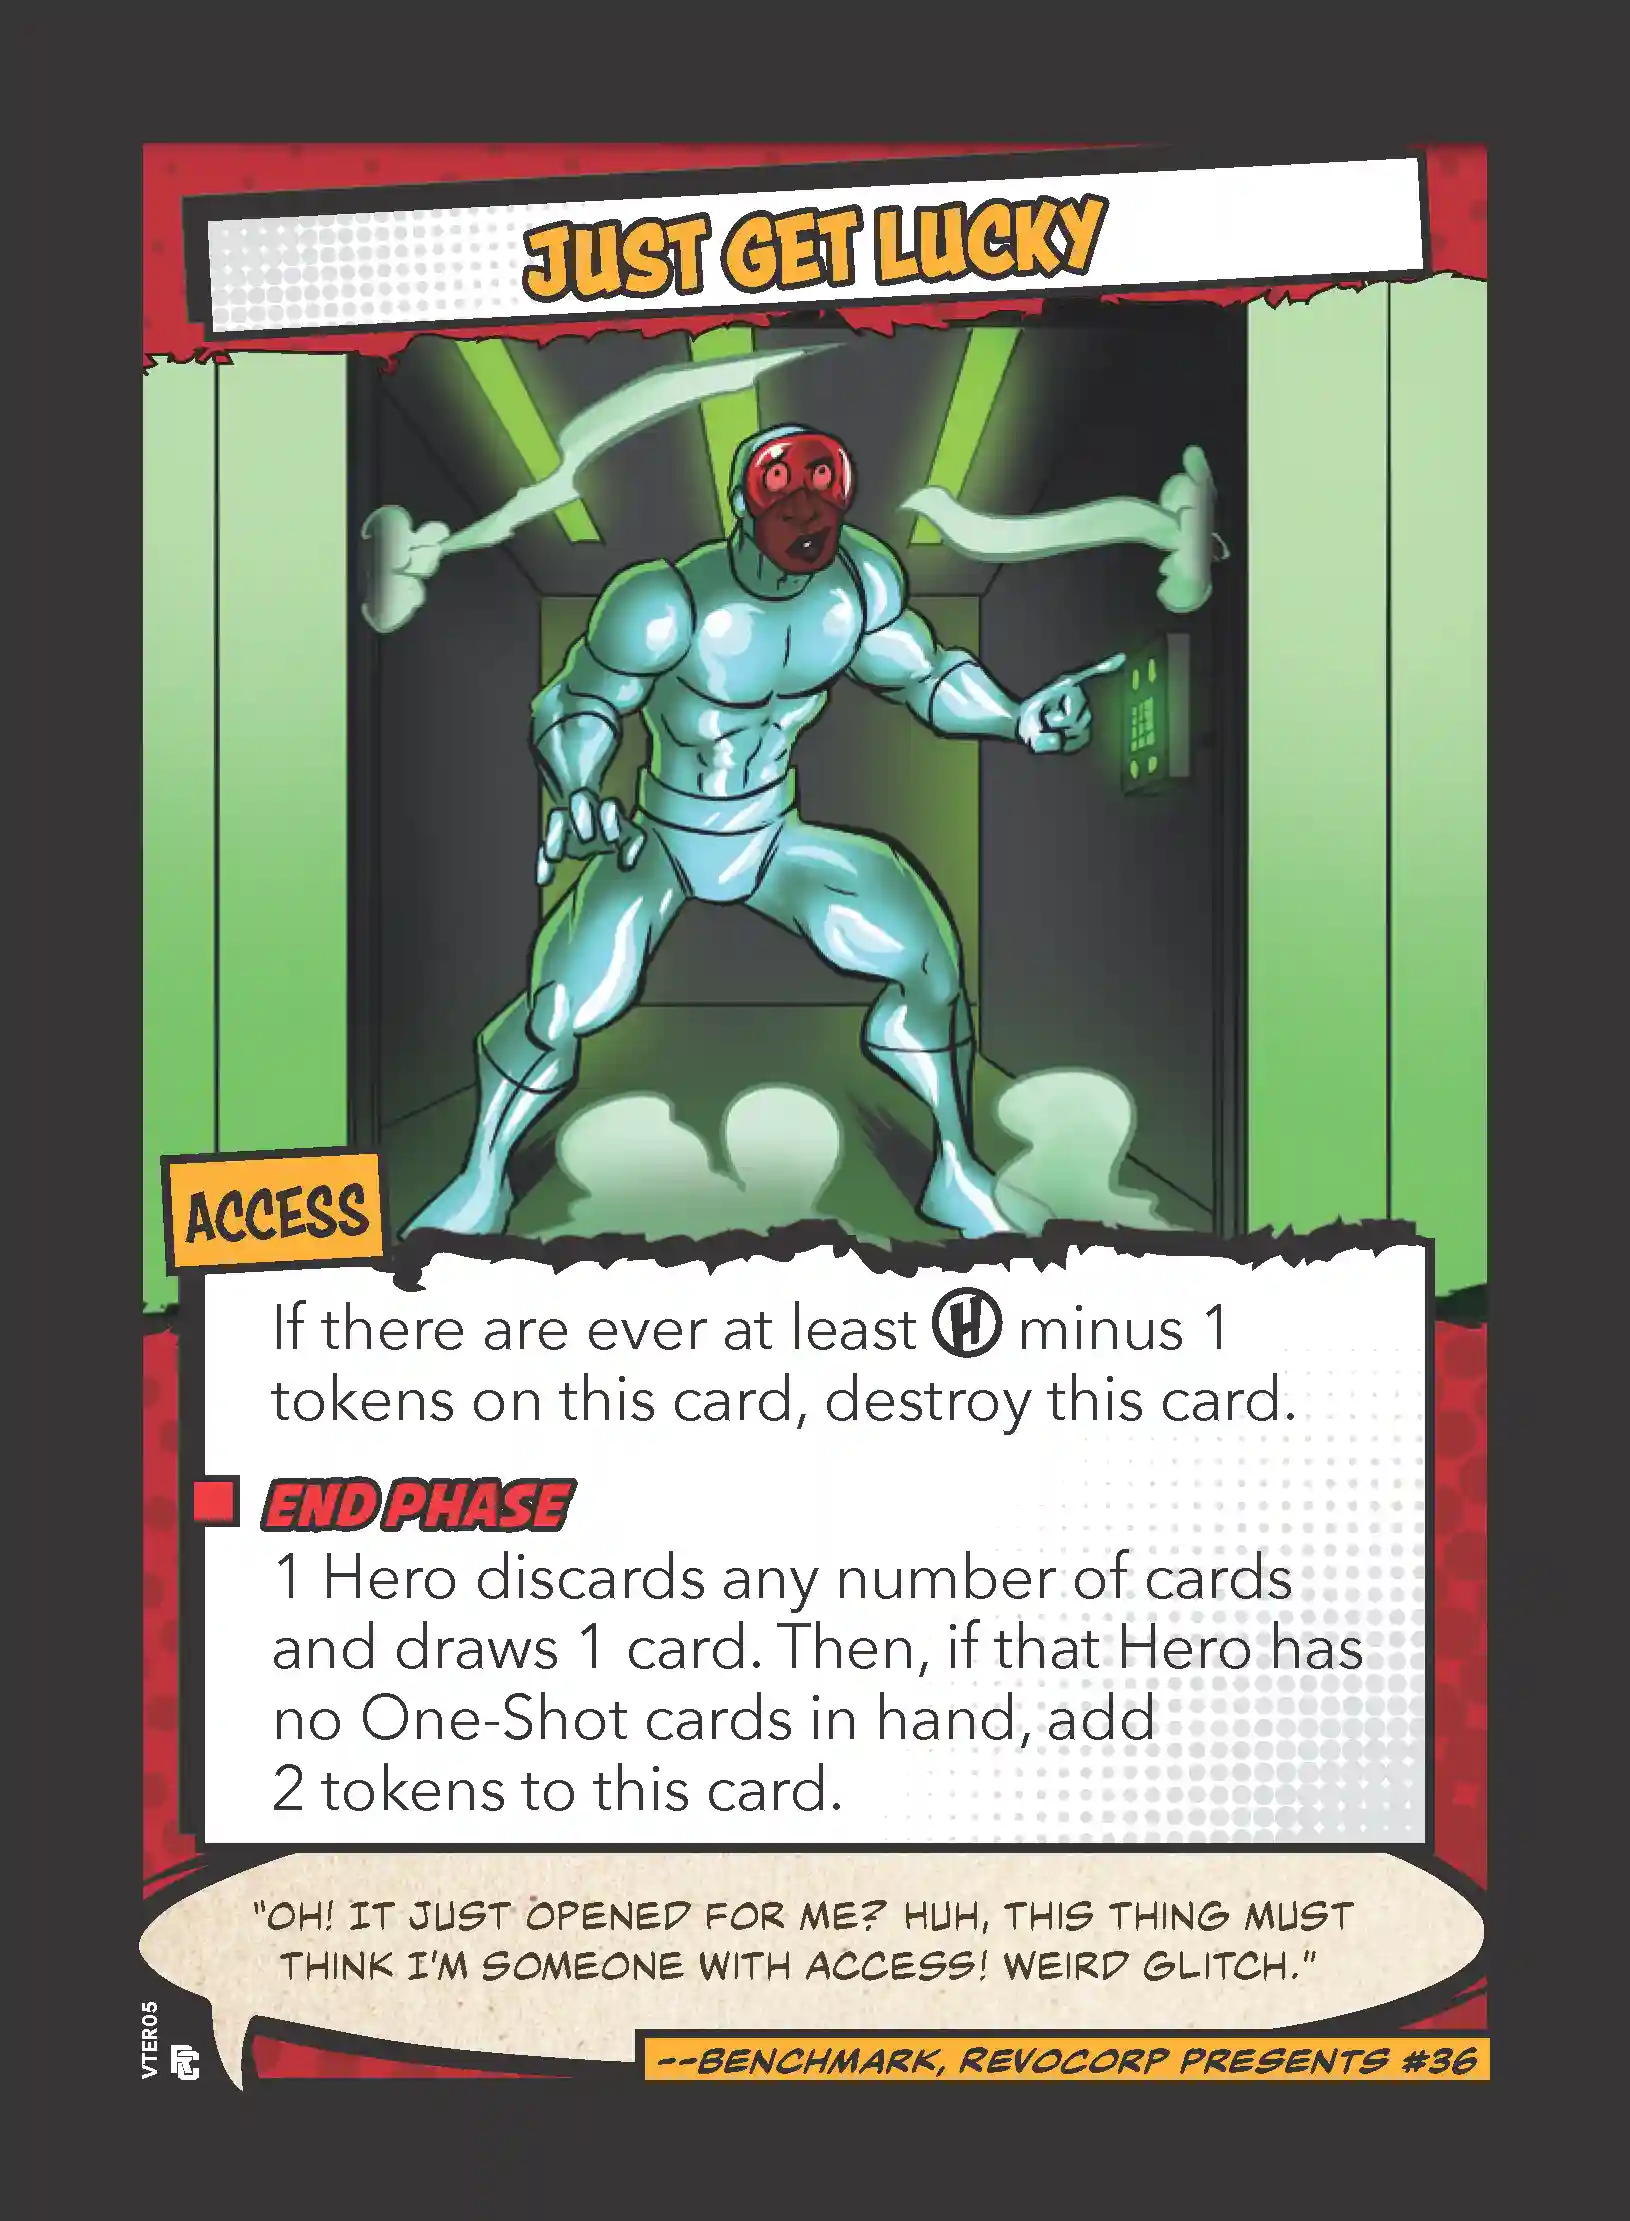 JUST GET LUCKY
ACCESS
If there are ever at least Ⓗ minus 1
tokens on this card, destroy this card.
END PHASE
1 Hero discards any number of cards
and draws 1 card. Then, if that Hero has
no One-Shot cards in hand, add
2 tokens to this card.
"OH! IT JUST OPENED FOR ME? HUH, THIS THING MUST
THINK I'M SOMEONE WITH ACCESS! WEIRD GLITCH."
--BENCHMARK, REVOCORP PRESENTS #36
VTER05